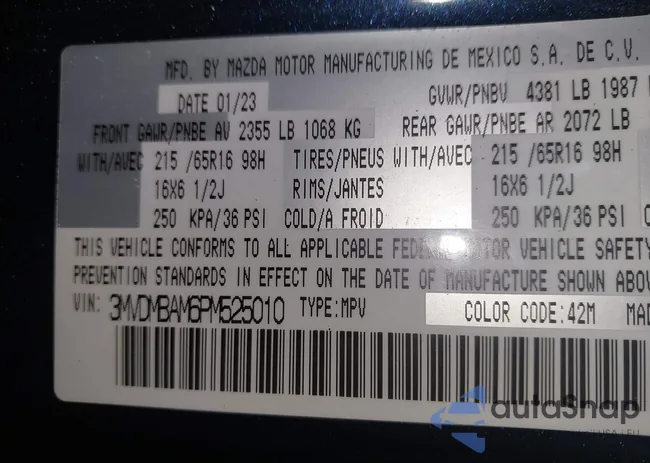 MFD. BY MAZDA MOTOR MANUFACTURING DE MEXICO S.A. DE C.V.
DATE 01/23 GVWR/PNBV 4381 LB 1987
FRONT GAWR/PNBE AV 2355 LB 1068 KG REAR GAWR/PNBE AR 2072 LB
WITH/AVEC 215 /65R16 98H TIRES/PNEUS WITH/AVEC 215 /65R16 98H
16X6 1/2J RIMS/JANTES 16X6 1/2J
250 KPA/36 PSI COLD/A FROID 250 KPA/36 PSI
THIS VEHICLE CONFORMS TO ALL APPLICABLE FEDERAL MOTOR VEHICLE SAFETY
PREVENTION STANDARDS IN EFFECT ON THE DATE OF MANUFACTURE SHOWN ABOV
VIN: 3MVDMBAM6PM525010 TYPE:MPV COLOR CODE:42M MAD
autoSnap